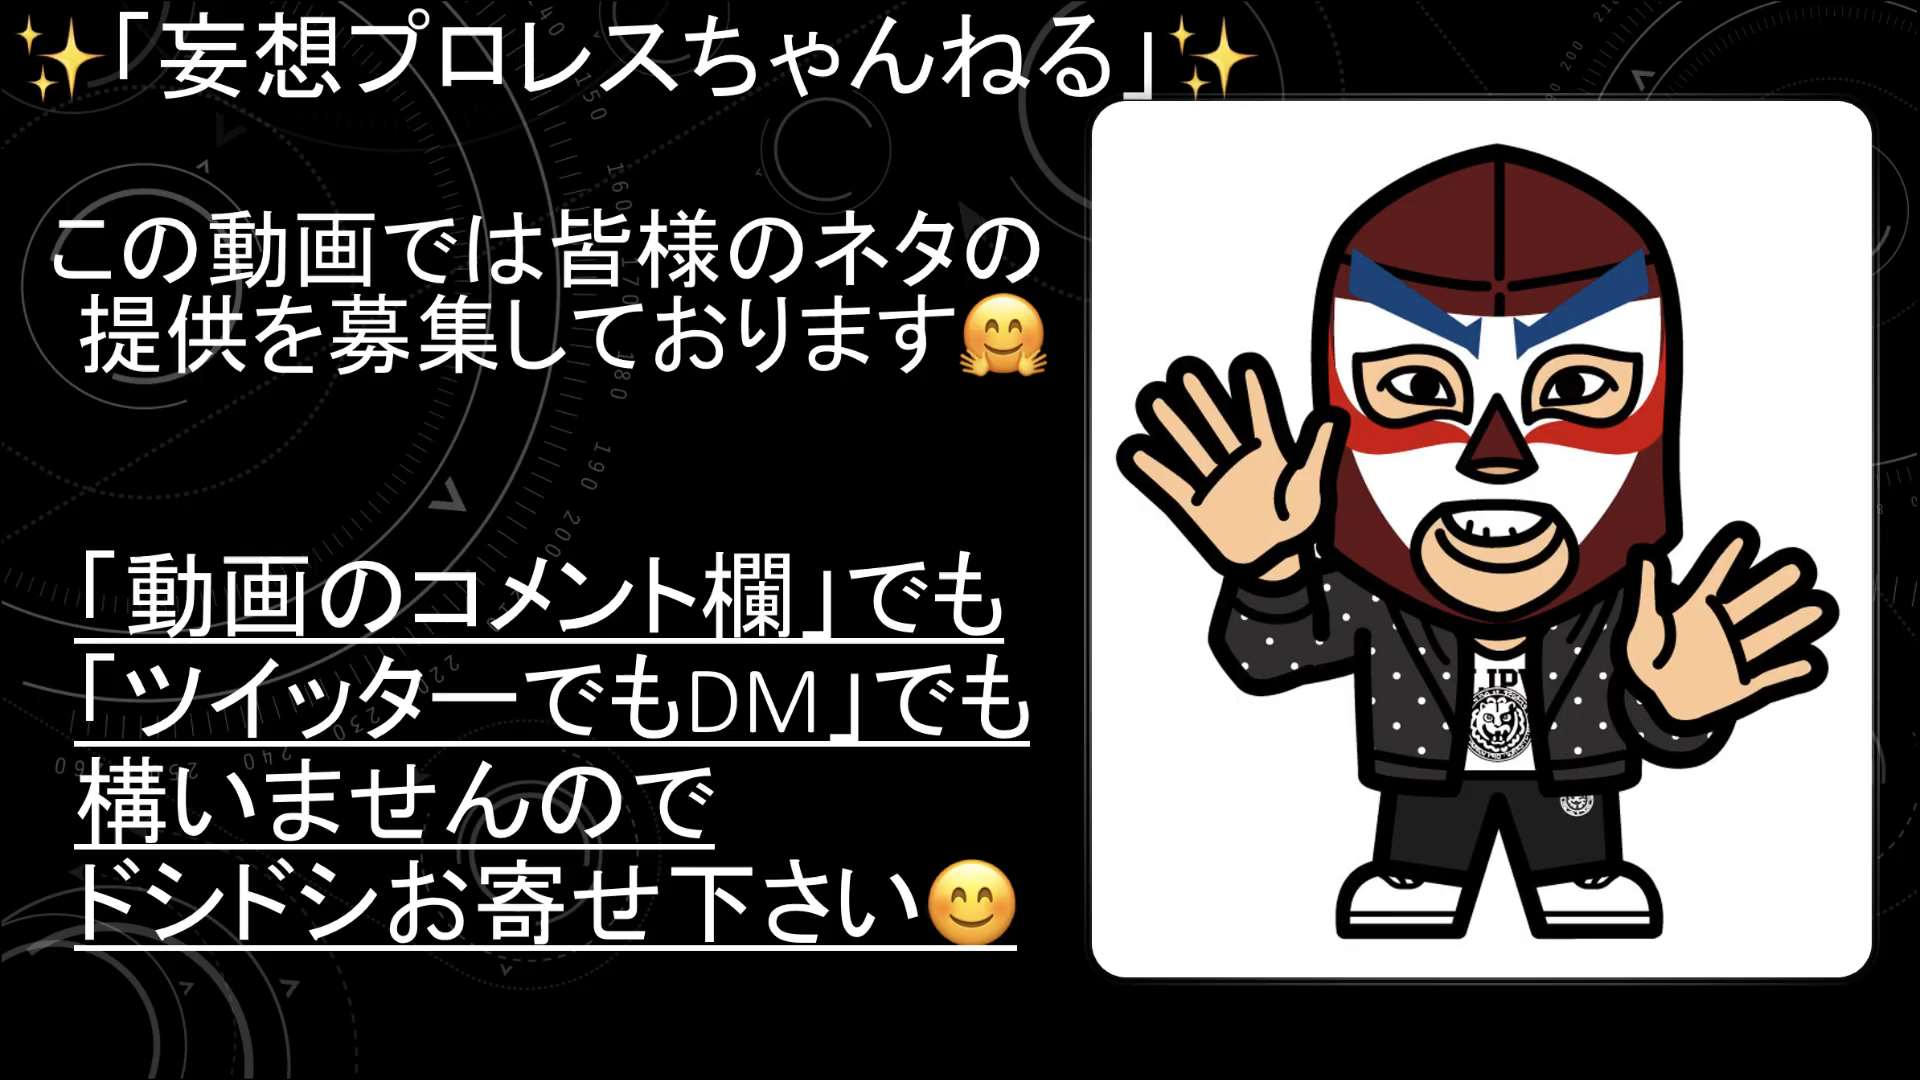 ✨「妄想プロレスちゃんねる」✨
この動画では皆様のネタの
提供を募集しております🤗
「動画のコメント欄」でも
「ツイッターでもDM」でも
構いませんので
ドシドシお寄せ下さい😊